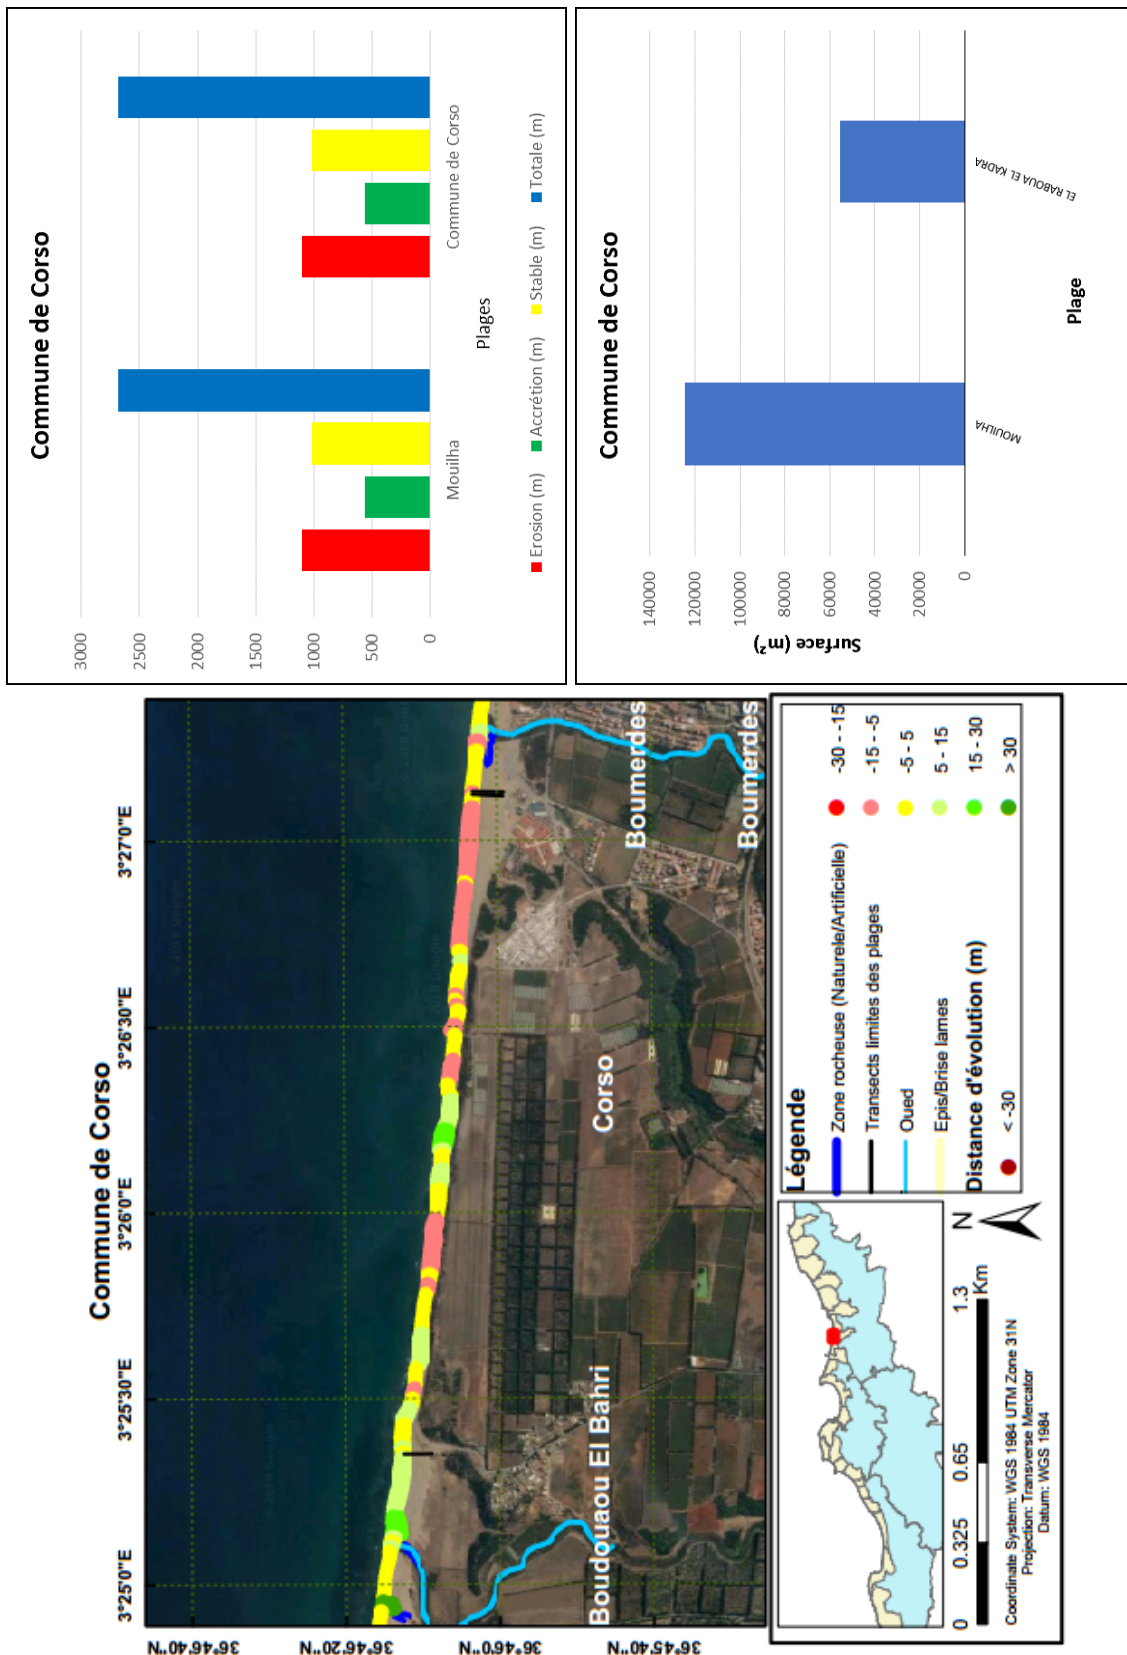 Commune de Corso
3°25'0"E
3°25'30"E
3°26'0"E
3°26'30"E
3°27'0"E
36°46'40"N
36°46'20"N
36°46'0"N
36°45'40"N
Boudouaou El Bahri
Corso
Boumerdes
Boumerdes
Légende
Zone rocheuse (Naturele/Artificielle)
Transects limites des plages
Oued
Epis/Brise lames
Distance d'évolution (m)
< -30
-30 - -15
-15 - -5
-5 - 5
5 - 15
15 - 30
> 30
N
0 0.325 0.65 1.3
Km
Coordinate System: WGS 1984 UTM Zone 31N
Projection: Transverse Mercator
Datum: WGS 1984
Commune de Corso
3000
2500
2000
1500
1000
500
0
Mouilha
Commune de Corso
Plages
Erosion (m)
Accrétion (m)
Stable (m)
Totale (m)
Commune de Corso
Surface (m²)
140000
120000
100000
80000
60000
40000
20000
0
MOUILHA
EL RABOUA EL KADRA
Plage